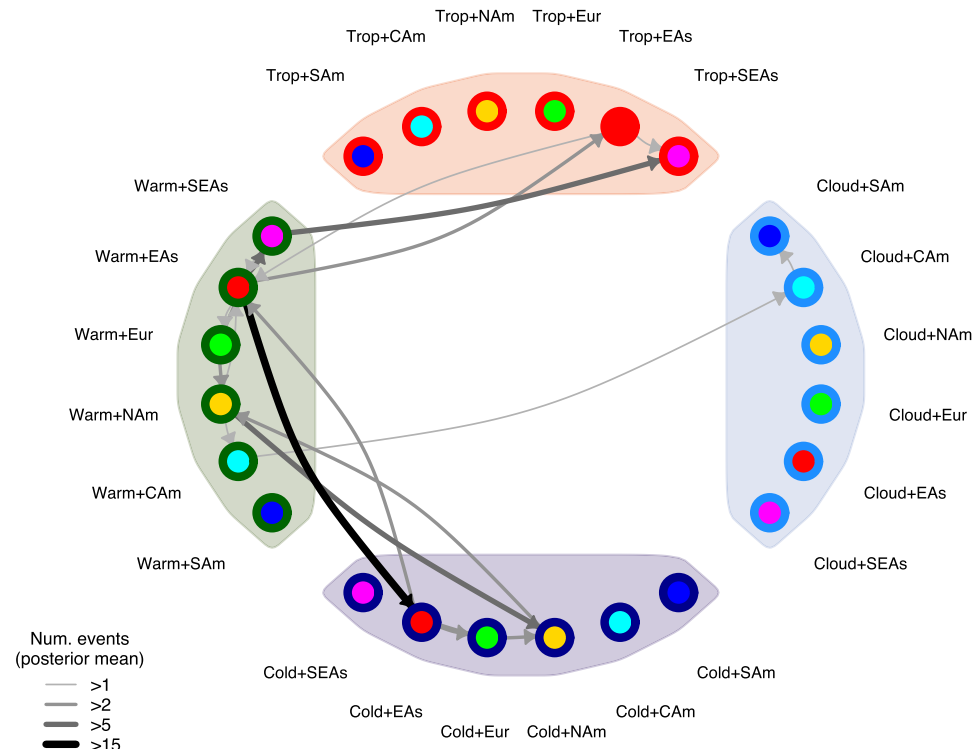 Trop+NAm
Trop+Eur
Trop+CAm
Trop+EAs
Trop+SAm
Trop+SEAs
Warm+SEAs
Cloud+SAm
Warm+EAs
Cloud+CAm
Warm+Eur
Cloud+NAm
Warm+NAm
Cloud+Eur
Warm+CAm
Cloud+EAs
Warm+SAm
Cloud+SEAs
Num. events
(posterior mean)
>1
>2
>5
>15
Cold+SEAs
Cold+SAm
Cold+EAs
Cold+CAm
Cold+Eur
Cold+NAm